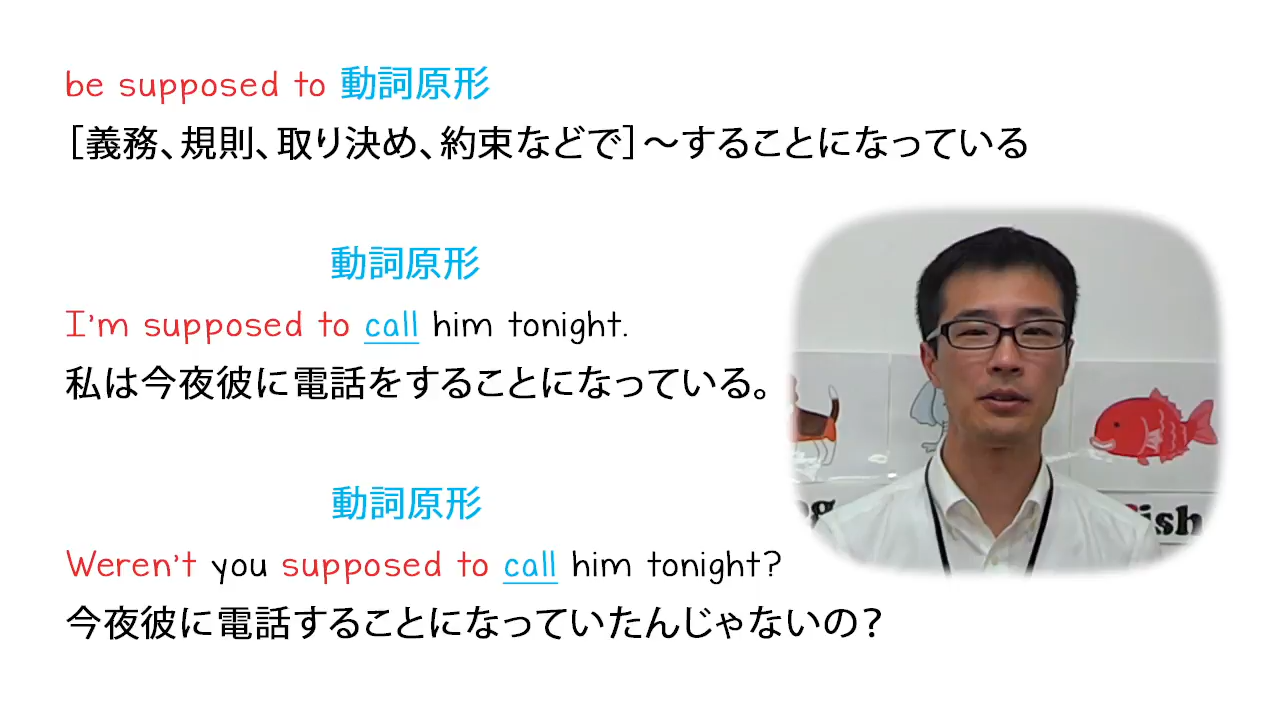 be supposed to 動詞原形
[義務、規則、取り決め、約束などで]～することになっている
動詞原形
I'm supposed to call him tonight.
私は今夜彼に電話をすることになっている。
動詞原形
Weren't you supposed to call him tonight?
今夜彼に電話することになっていたんじゃないの?